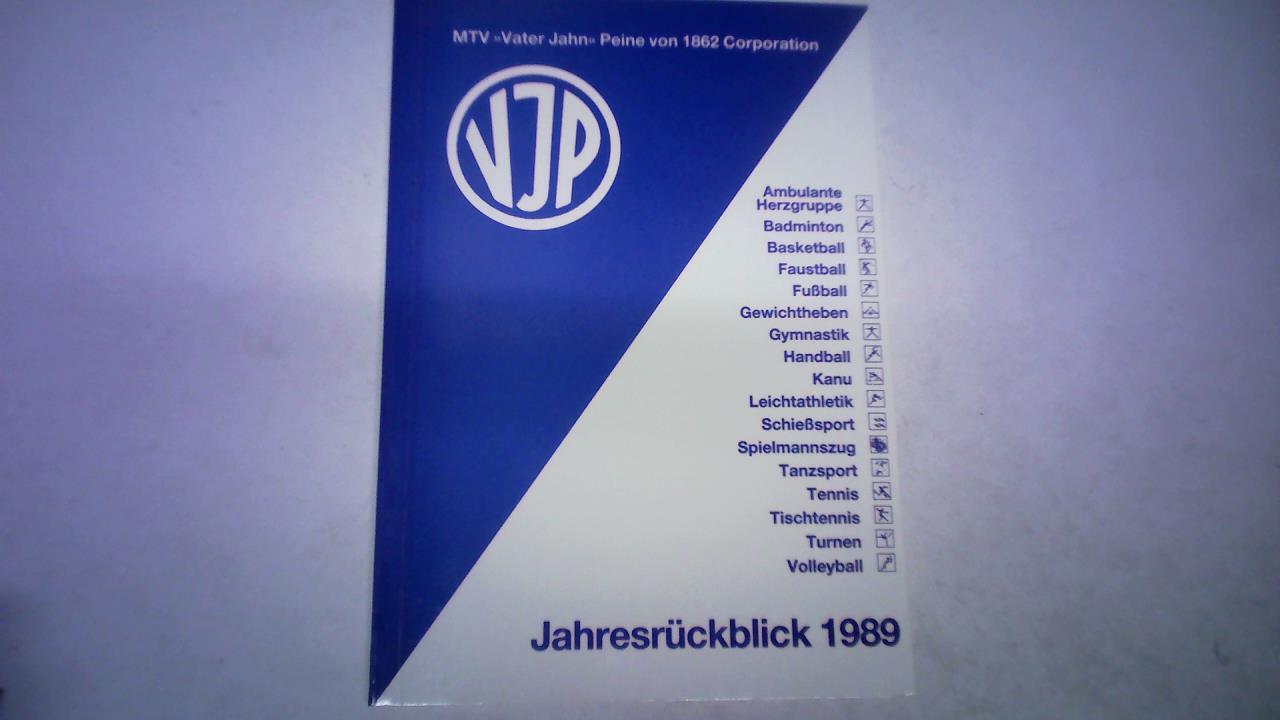 MTV »Vater Jahn« Peine von 1862 Corporation
VJP
Ambulante
Herzgruppe
Badminton
Basketball
Faustball
Fußball
Gewichtheben
Gymnastik
Handball
Kanu
Leichtathletik
Schießsport
Spielmannszug
Tanzsport
Tennis
Tischtennis
Turnen
Volleyball
Jahresrückblick 1989